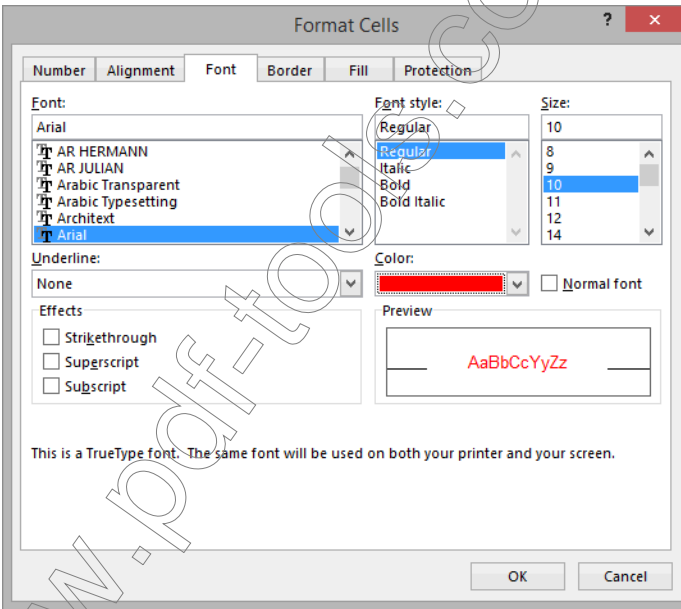 Format Cells ? ×
Number Alignment Font Border Fill Protection
Font: Font style: Size:
Arial Regular 10
AR HERMANN Regular 8
AR JULIAN Italic 9
Arabic Transparent Bold 10
Arabic Typesetting Bold Italic 11
Architext 12
Arial 14
Underline: Color:
None Normal font
Effects Preview
Strikethrough
Superscript AaBbCcYyZz
Subscript
This is a TrueType font. The same font will be used on both your printer and your screen.
OK Cancel
w.pdf-tools.co